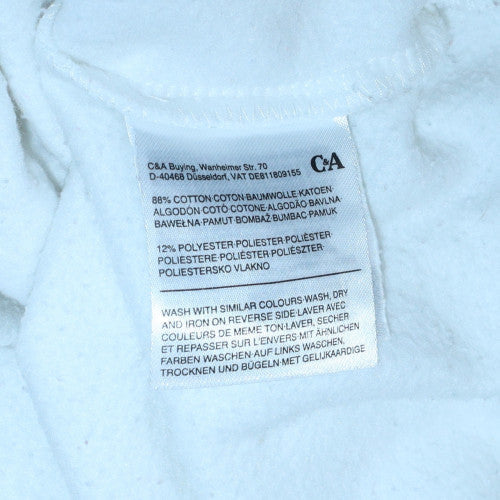 C&A Buying, Wanheimer Str. 70
D-40468 Düsseldorf, VAT DE811809155
C&A
88% COTTON·COTON·BAUMWOLLE·KATOEN·
ALGODÓN·COTÓ·COTONE·ALGODÃO·BAVLNA·
BAWEŁNA·PAMUT·BOMBAŽ·BUMBAC·PAMUK
12% POLYESTER·POLIESTER·POLIÈSTER·
POLIESTERE·POLIÉSTER·POLIÉSZTER·
POLIESTERSKO VLAKNO
WASH WITH SIMILAR COLOURS·WASH, DRY
AND IRON ON REVERSE SIDE·LAVER AVEC
COULEURS DE MEME TON·LAVER, SECHER
ET REPASSER SUR L'ENVERS·MIT ÄHNLICHEN
FARBEN WASCHEN·AUF LINKS WASCHEN,
TROCKNEN UND BÜGELN·MET GELIJKAARDIGE